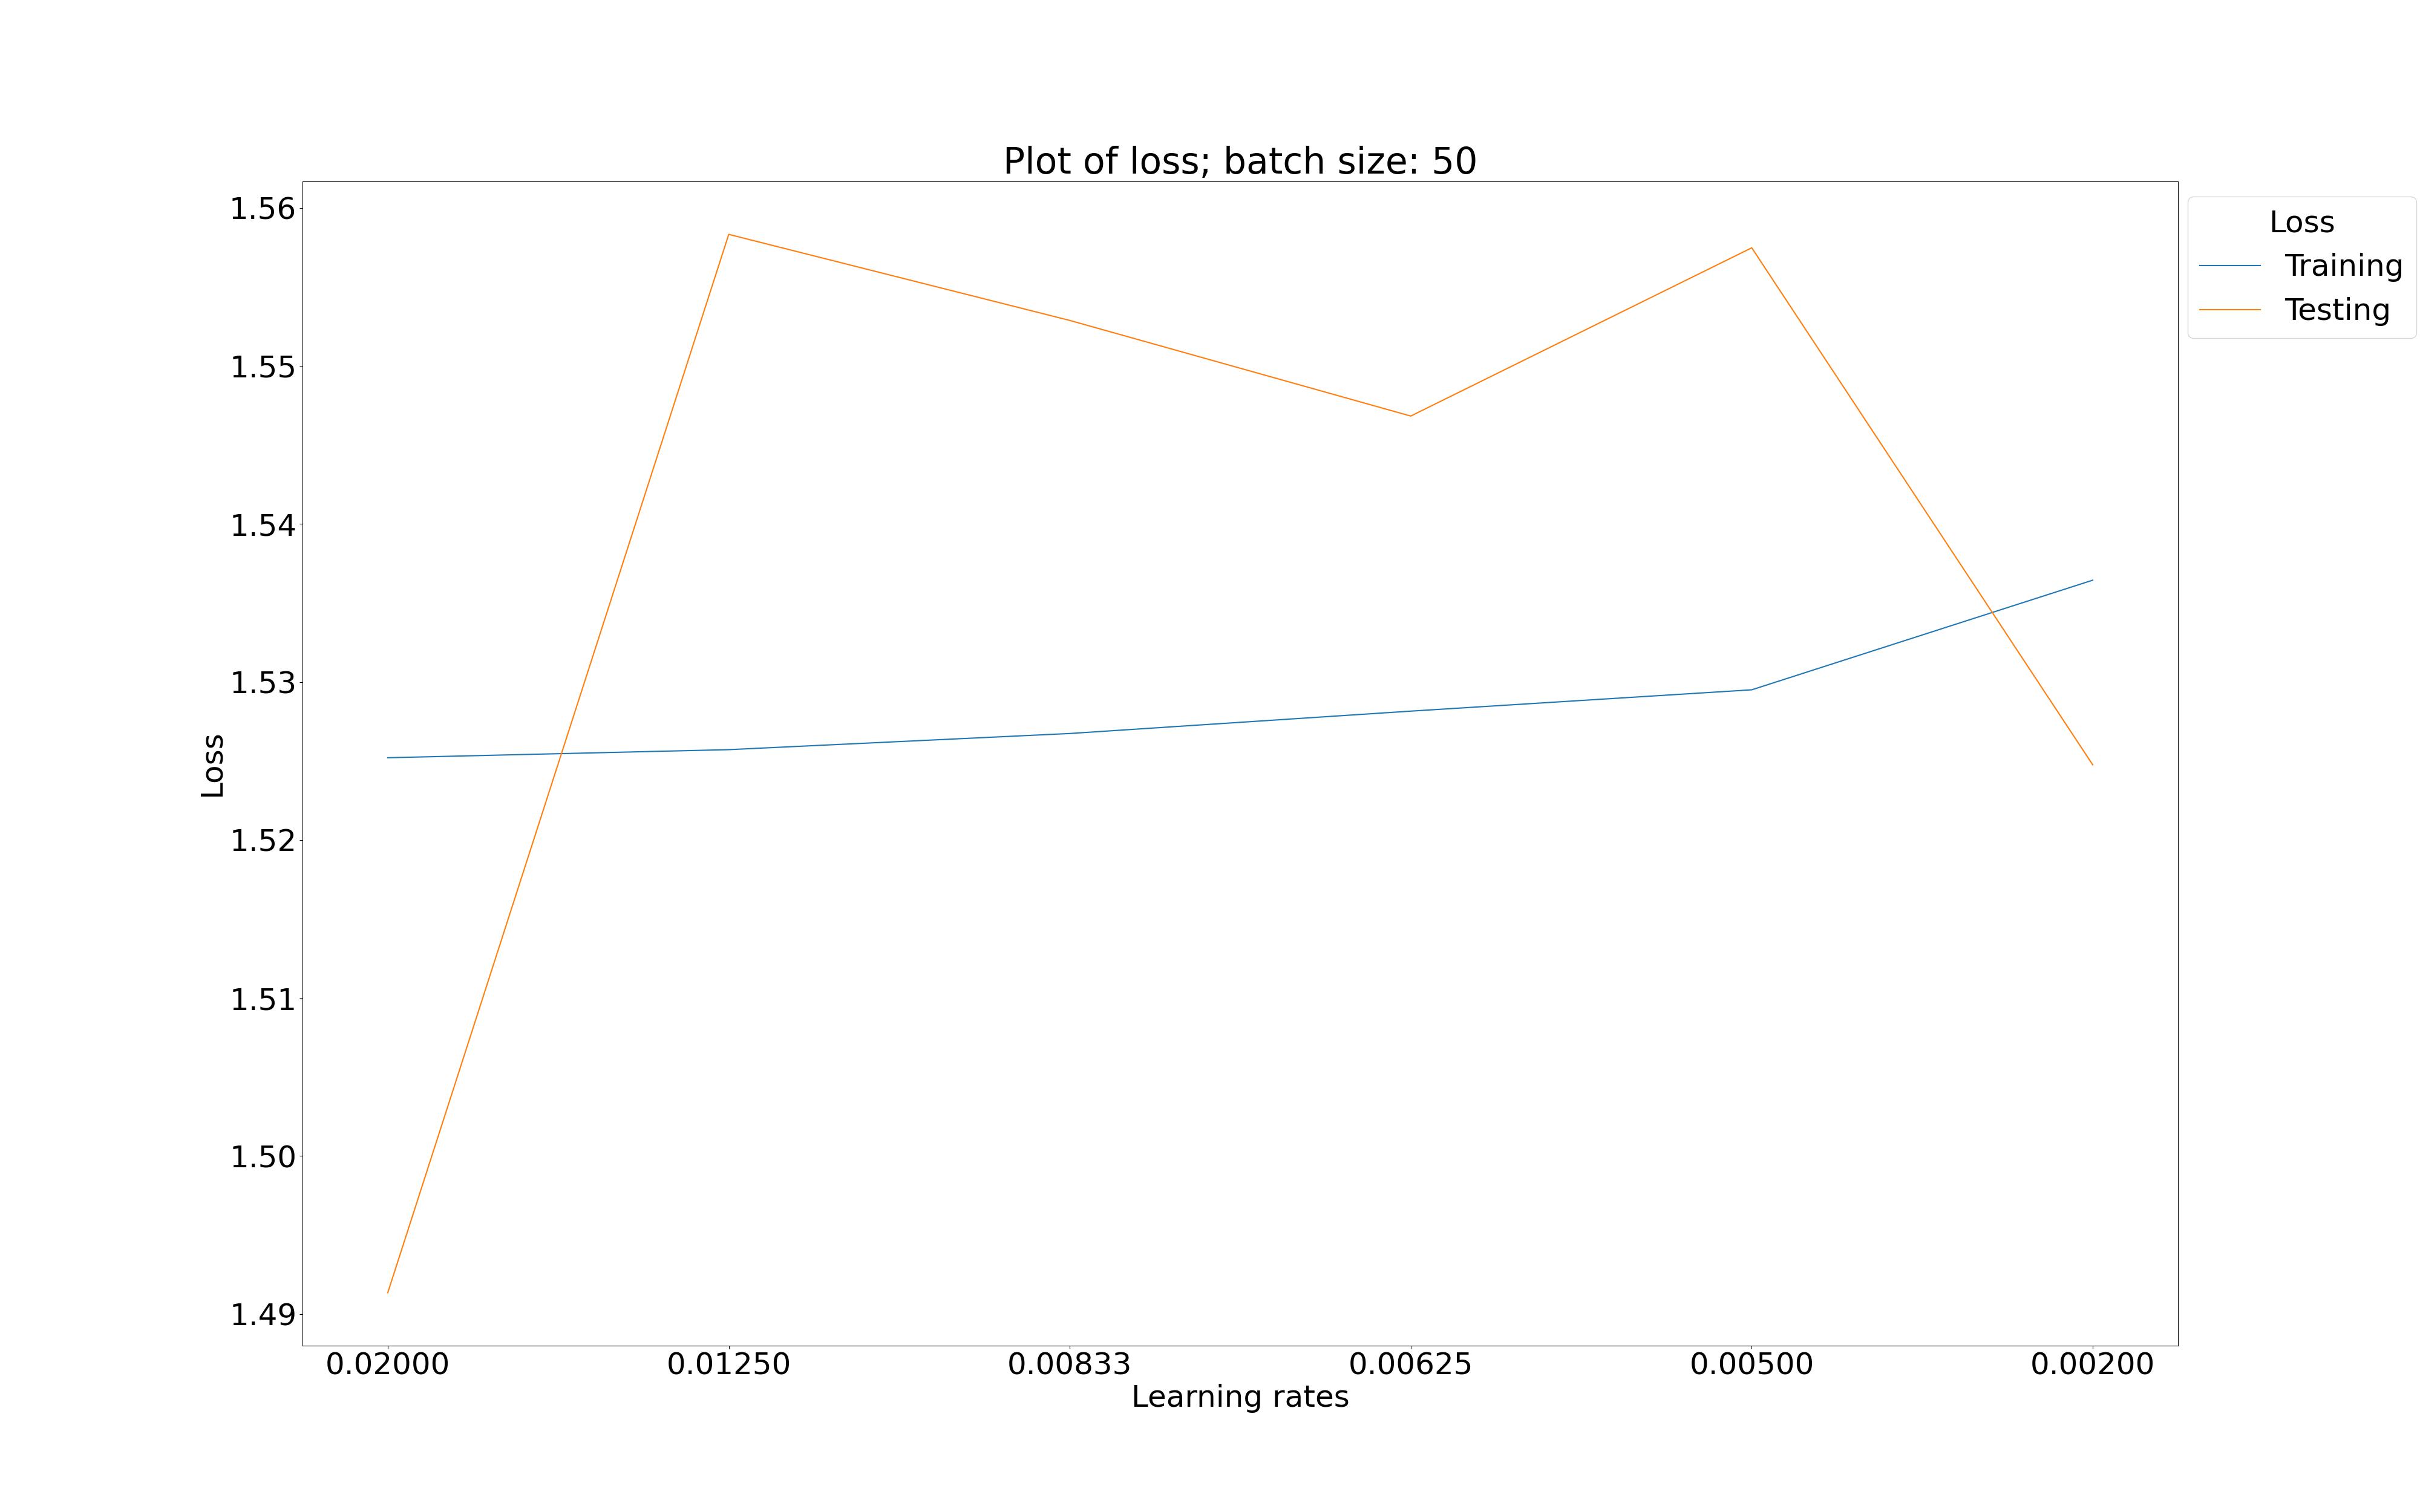 Plot of loss; batch size: 50
Loss
Training
Testing
1.56
1.55
1.54
1.53
1.52
1.51
1.50
1.49
Loss
0.02000 0.01250 0.00833 0.00625 0.00500 0.00200
Learning rates